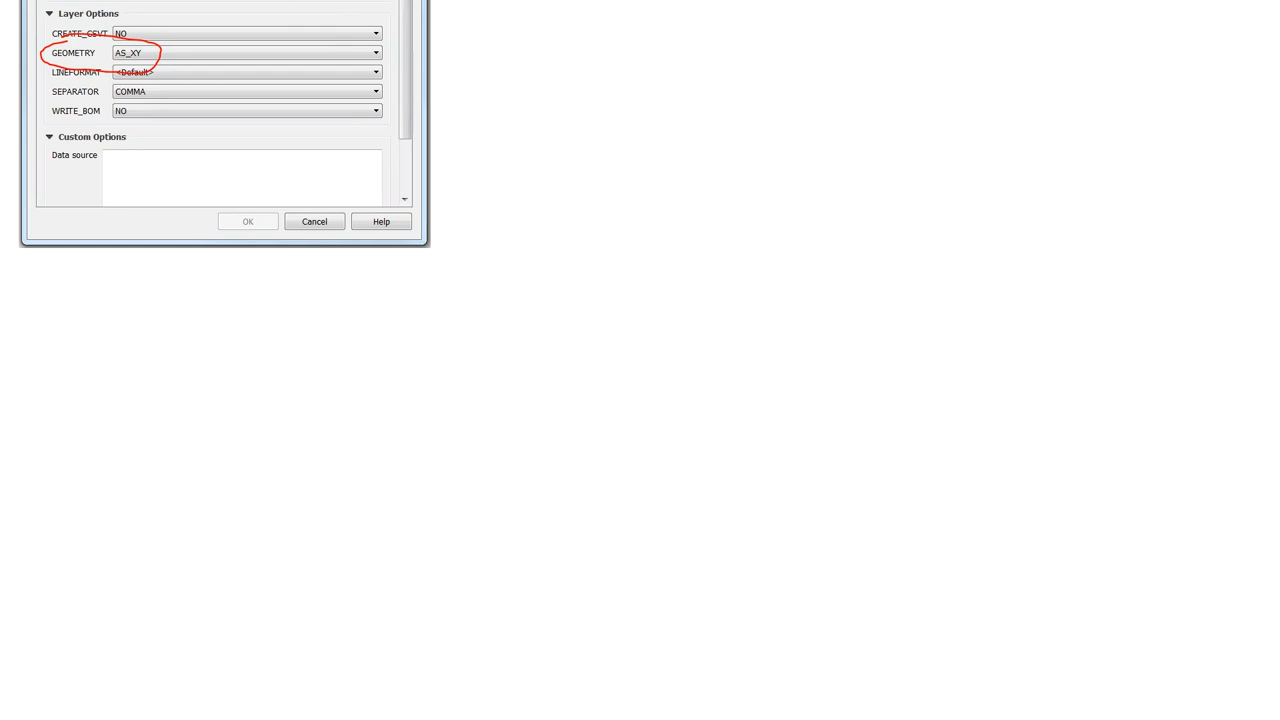 Layer Options
CREATE_CSVT NO
GEOMETRY AS_XY
LINEFORMAT <Default>
SEPARATOR COMMA
WRITE_BOM NO
Custom Options
Data source
OK Cancel Help